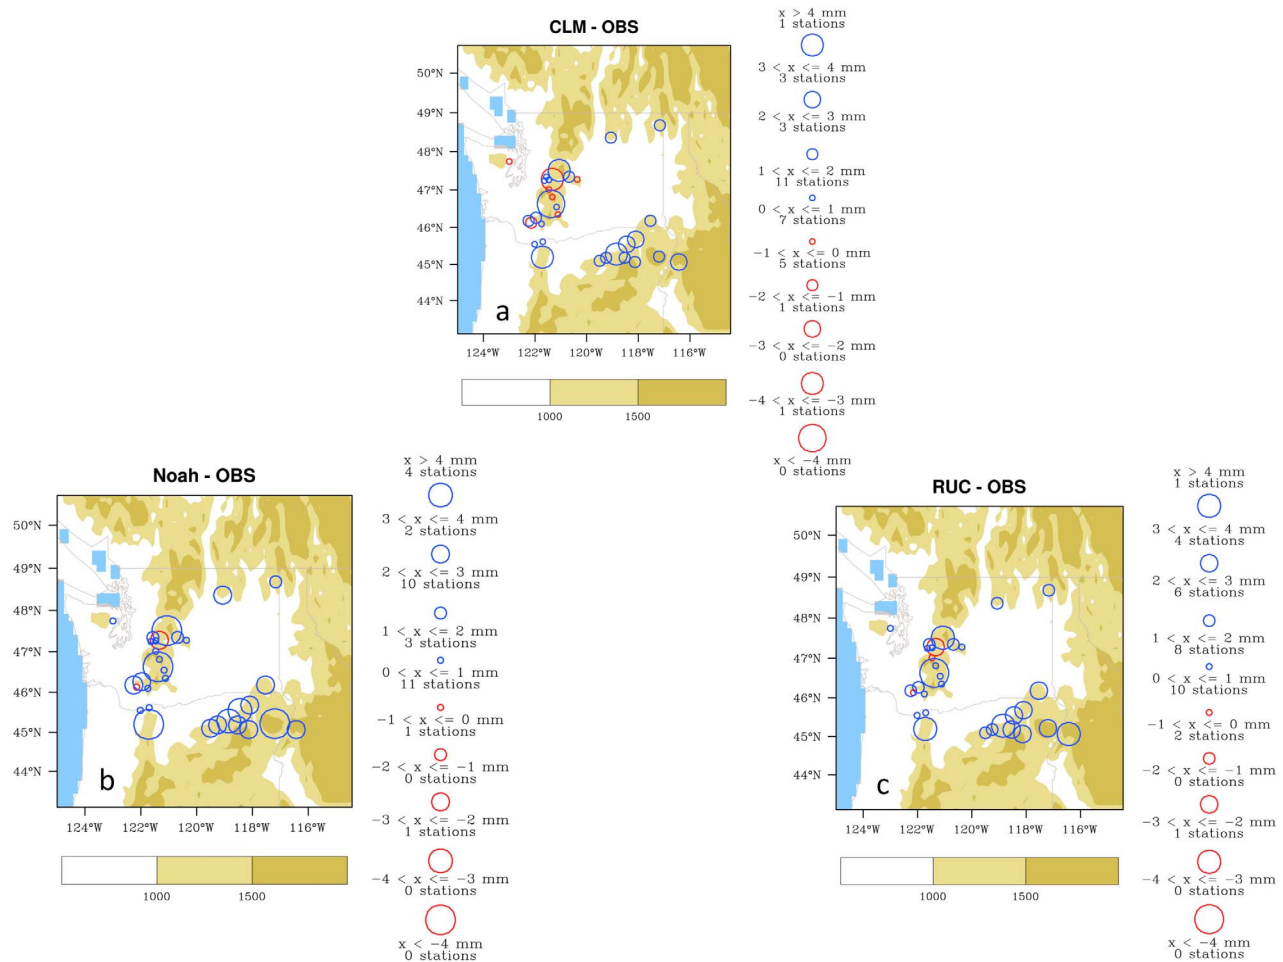 CLM - OBS
50°N
49°N
48°N
47°N
46°N
45°N
44°N
a
124°W 122°W 120°W 118°W 116°W
1000 1500
x > 4 mm
1 stations
3 < x <= 4 mm
3 stations
2 < x <= 3 mm
3 stations
1 < x <= 2 mm
11 stations
0 < x <= 1 mm
7 stations
−1 < x <= 0 mm
5 stations
−2 < x <= −1 mm
1 stations
−3 < x <= −2 mm
0 stations
−4 < x <= −3 mm
1 stations
x < −4 mm
0 stations
Noah - OBS
50°N
49°N
48°N
47°N
46°N
45°N
44°N
b
124°W 122°W 120°W 118°W 116°W
1000 1500
x > 4 mm
4 stations
3 < x <= 4 mm
2 stations
2 < x <= 3 mm
10 stations
1 < x <= 2 mm
3 stations
0 < x <= 1 mm
11 stations
−1 < x <= 0 mm
1 stations
−2 < x <= −1 mm
0 stations
−3 < x <= −2 mm
1 stations
−4 < x <= −3 mm
0 stations
x < −4 mm
0 stations
RUC - OBS
50°N
49°N
48°N
47°N
46°N
45°N
44°N
c
124°W 122°W 120°W 118°W 116°W
1000 1500
x > 4 mm
1 stations
3 < x <= 4 mm
4 stations
2 < x <= 3 mm
6 stations
1 < x <= 2 mm
8 stations
0 < x <= 1 mm
10 stations
−1 < x <= 0 mm
2 stations
−2 < x <= −1 mm
0 stations
−3 < x <= −2 mm
1 stations
−4 < x <= −3 mm
0 stations
x < −4 mm
0 stations